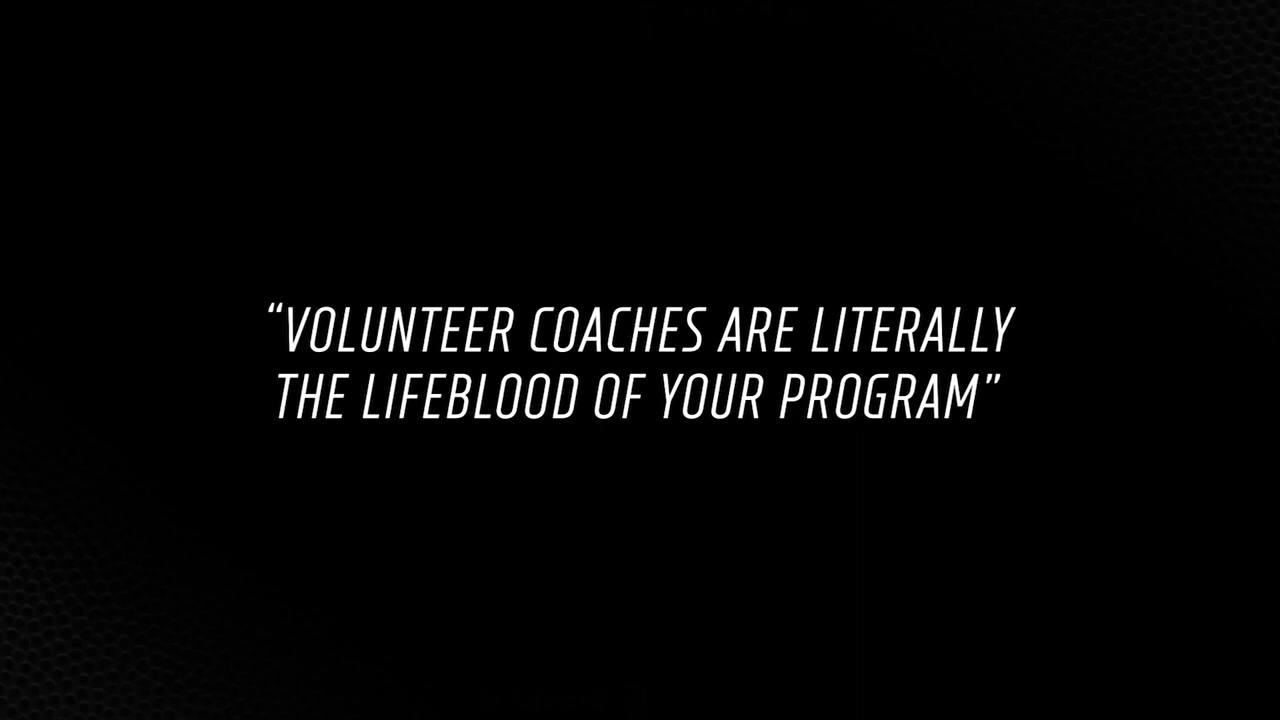 “VOLUNTEER COACHES ARE LITERALLY
THE LIFEBLOOD OF YOUR PROGRAM”